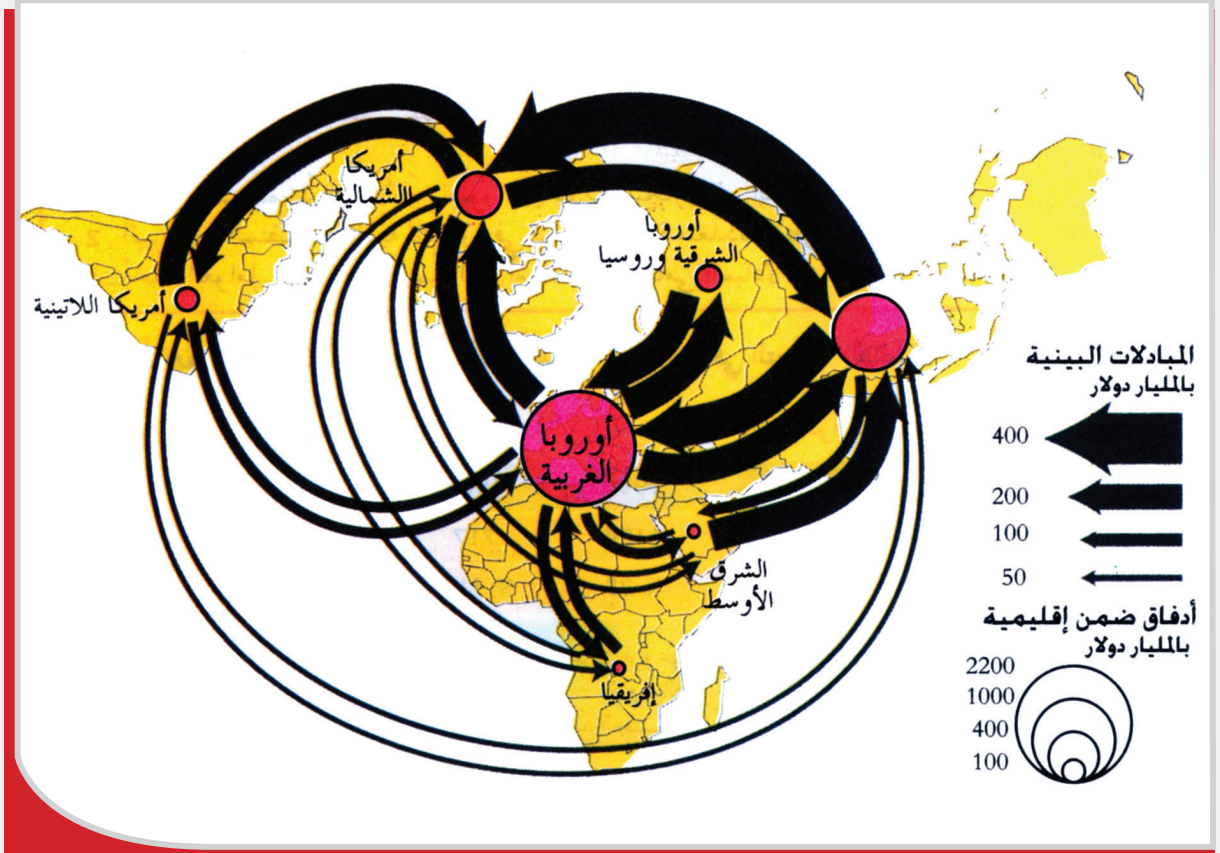 أمريكا
الشمالية
أوروبا
الشرقية وروسيا
أمريكا اللاتينية
أوروبا
الغربية
الشرق
الأوسط
إفريقيا
المبادلات البينية
بالمليار دولار
400
200
100
50
أدفاق ضمن إقليمية
بالمليار دولار
2200
1000
400
100